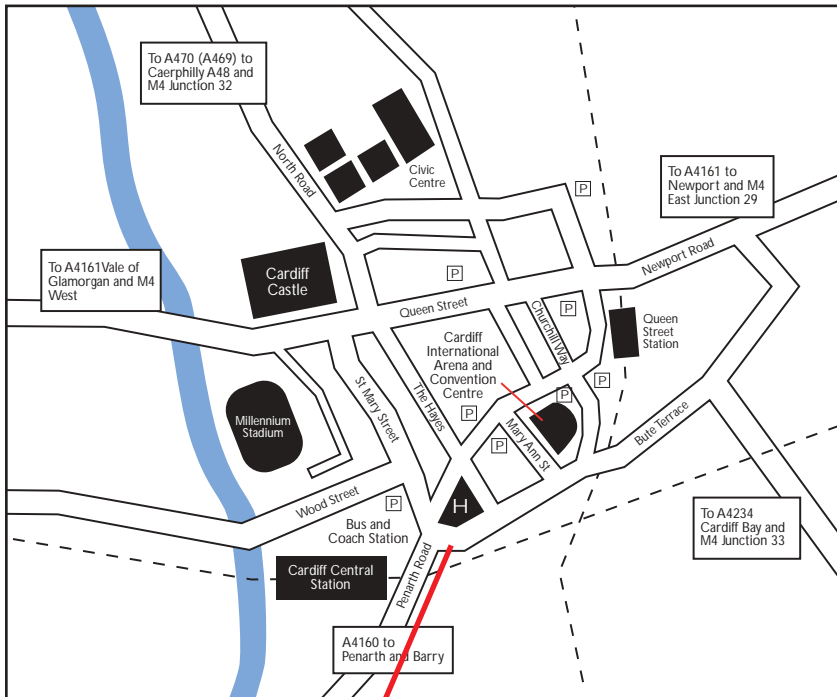 To A470 (A469) to
Caerphilly A48 and
M4 Junction 32
North Road
Civic
Centre
P
To A4161 to
Newport and M4
East Junction 29
Newport Road
To A4161Vale of
Glamorgan and M4
West
Cardiff
Castle
P
Queen Street
Churchill Way
P
Queen
Street
Station
Cardiff
International
Arena and
Convention
Centre
St Mary Street
The Hayes
P
P
P
Millennium
Stadium
Mary Ann St
P
Bute Terrace
Wood Street
P
H
Bus and
Coach Station
To A4234
Cardiff Bay and
M4 Junction 33
Cardiff Central
Station
Penarth Road
A4160 to
Penarth and Barry